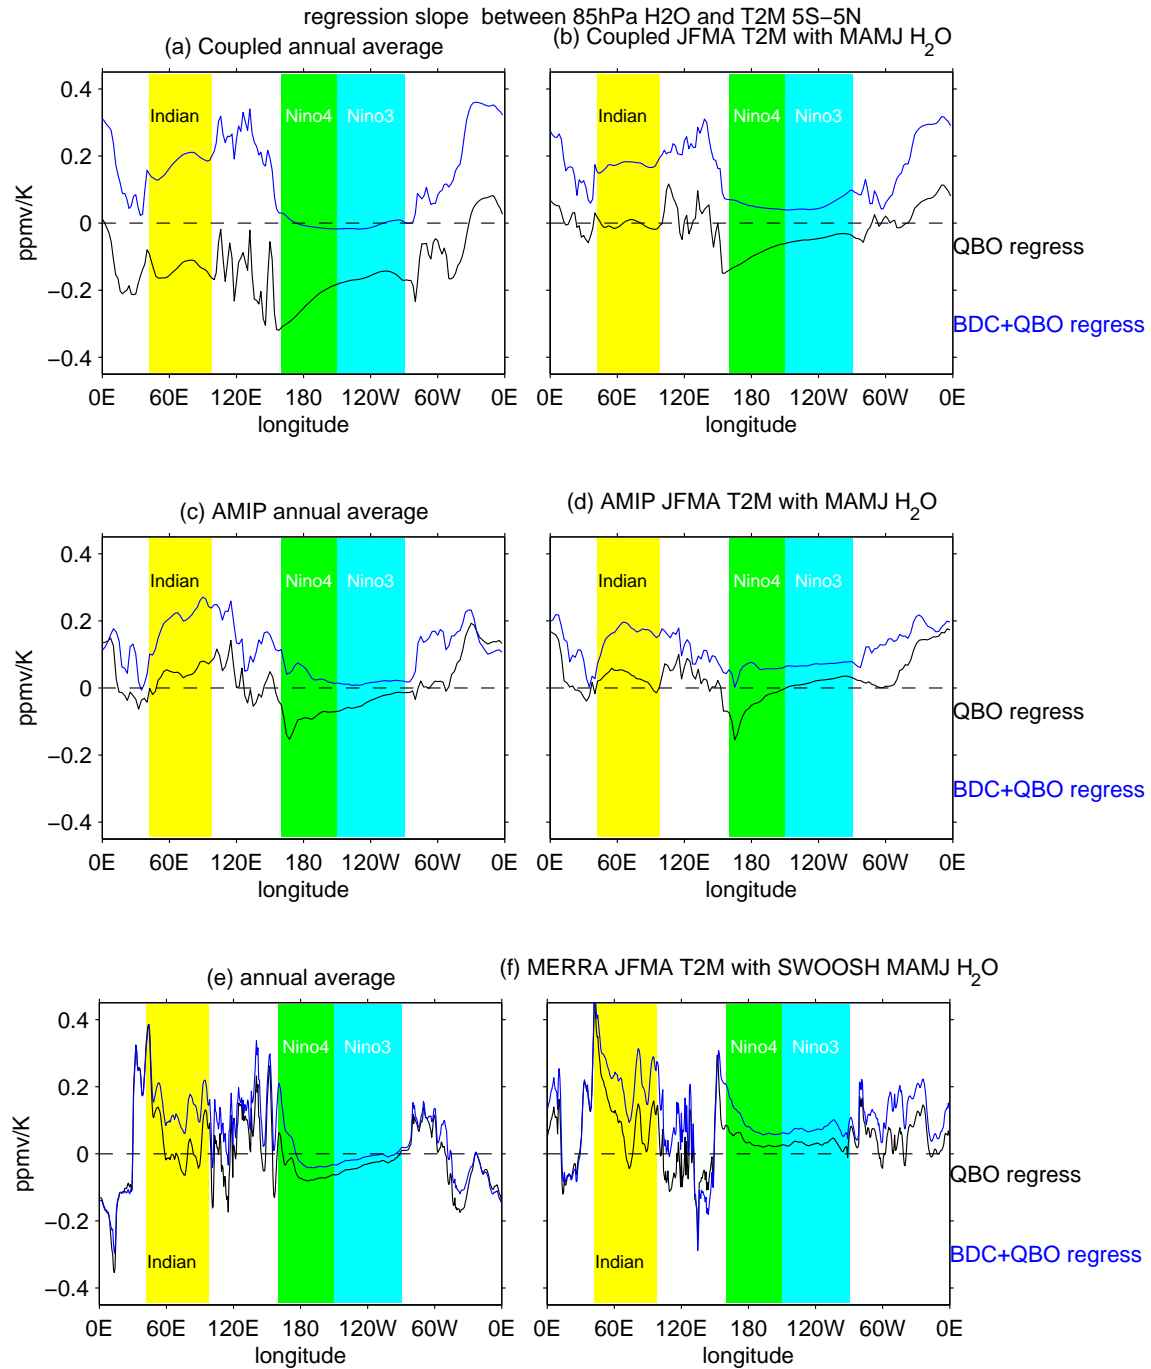 regression slope between 85hPa H2O and T2M 5S−5N
(a) Coupled annual average
(b) Coupled JFMA T2M with MAMJ H2O
0.4
0.2
0
−0.2
−0.4
ppmv/K
Indian
Nino4
Nino3
0E 60E 120E 180 120W 60W 0E
longitude
Indian
Nino4
Nino3
0E 60E 120E 180 120W 60W 0E
longitude
QBO regress
BDC+QBO regress
(c) AMIP annual average
(d) AMIP JFMA T2M with MAMJ H2O
0.4
0.2
0
−0.2
−0.4
ppmv/K
Indian
Nino4
Nino3
0E 60E 120E 180 120W 60W 0E
longitude
Indian
Nino4
Nino3
0E 60E 120E 180 120W 60W 0E
longitude
QBO regress
BDC+QBO regress
(e) annual average
(f) MERRA JFMA T2M with SWOOSH MAMJ H2O
0.4
0.2
0
−0.2
−0.4
ppmv/K
Nino4
Nino3
Indian
0E 60E 120E 180 120W 60W 0E
longitude
Nino4
Nino3
Indian
0E 60E 120E 180 120W 60W 0E
longitude
QBO regress
BDC+QBO regress